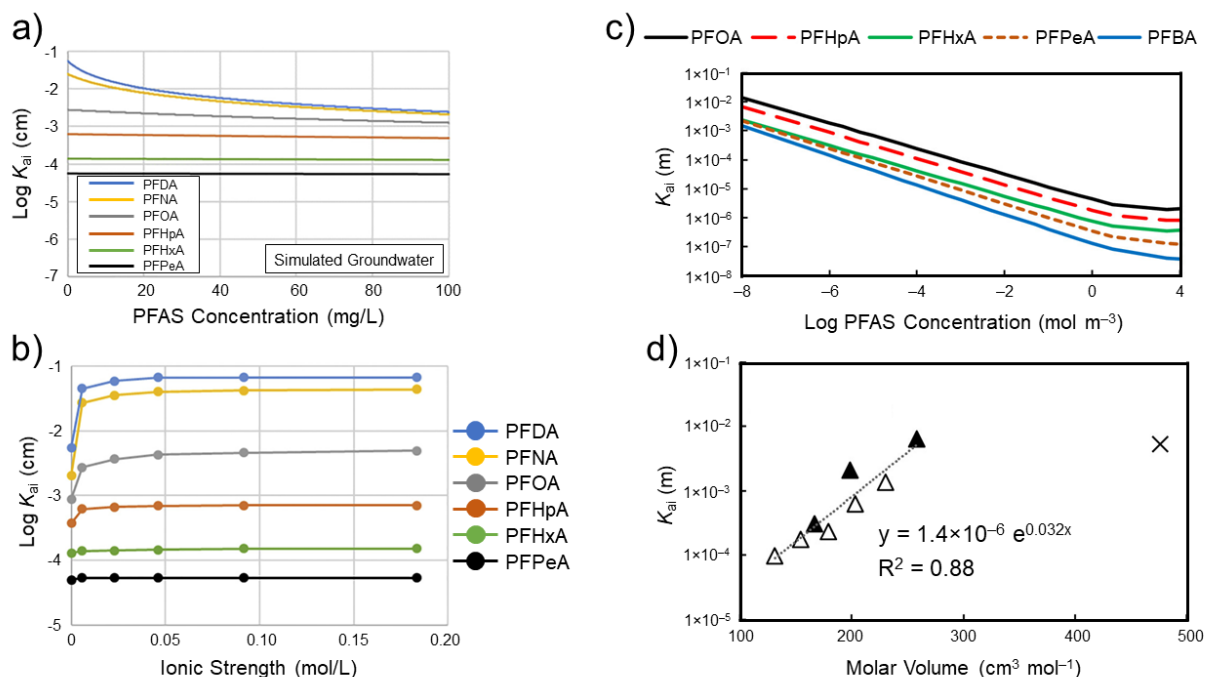 a)
Log Kai (cm)
-1
-2
-3
-4
-5
-6
-7
PFDA
PFNA
PFOA
PFHpA
PFHxA
PFPeA
Simulated Groundwater
0 20 40 60 80 100
PFAS Concentration (mg/L)
b)
Log Kai (cm)
-1
-2
-3
-4
-5
0 0.05 0.10 0.15 0.20
Ionic Strength (mol/L)
PFDA
PFNA
PFOA
PFHpA
PFHxA
PFPeA
c)
PFOA PFHpA PFHxA PFPeA PFBA
Kai (m)
1×10⁻¹
1×10⁻²
1×10⁻³
1×10⁻⁴
1×10⁻⁵
1×10⁻⁶
1×10⁻⁷
1×10⁻⁸
–8 –6 –4 –2 0 4
Log PFAS Concentration (mol m⁻³)
d)
Kai (m)
1×10⁻¹
1×10⁻²
1×10⁻³
1×10⁻⁴
1×10⁻⁵
y = 1.4×10⁻⁶ e^0.032x
R² = 0.88
100 200 300 400 500
Molar Volume (cm³ mol⁻¹)